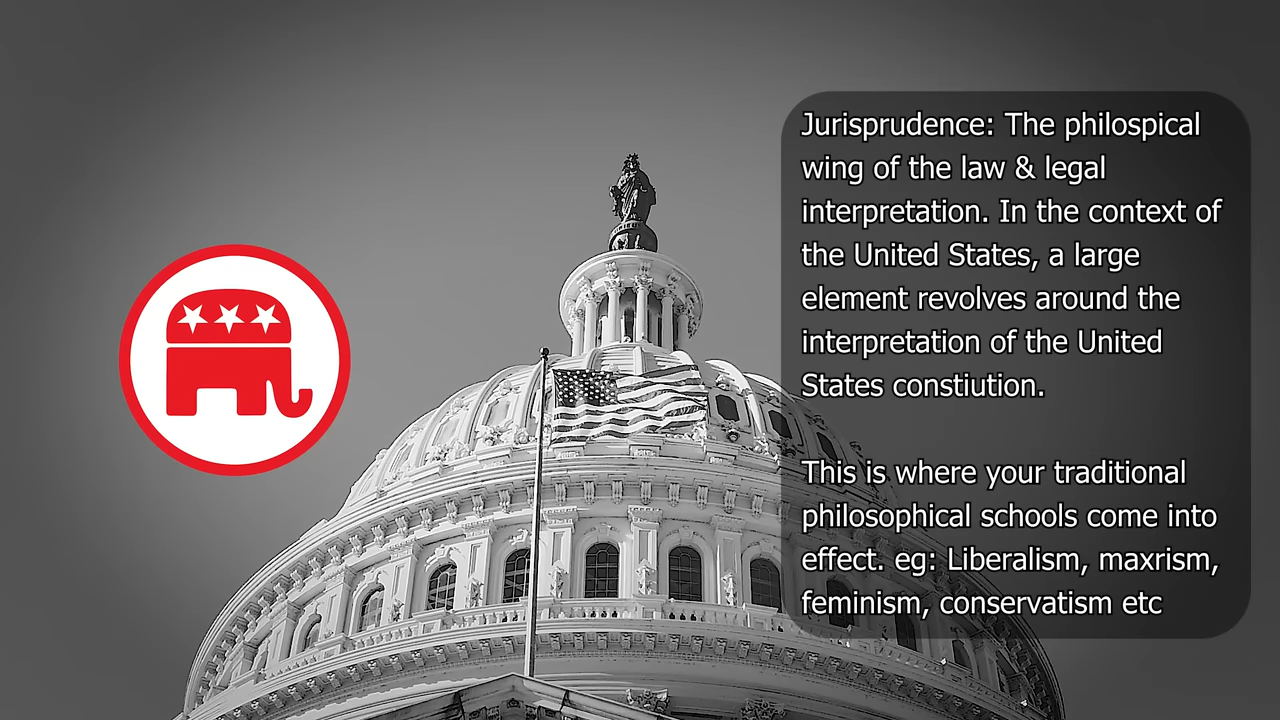 Jurisprudence: The philospical
wing of the law & legal
interpretation. In the context of
the United States, a large
element revolves around the
interpretation of the United
States constiution.
This is where your traditional
philosophical schools come into
effect. eg: Liberalism, maxrism,
feminism, conservatism etc